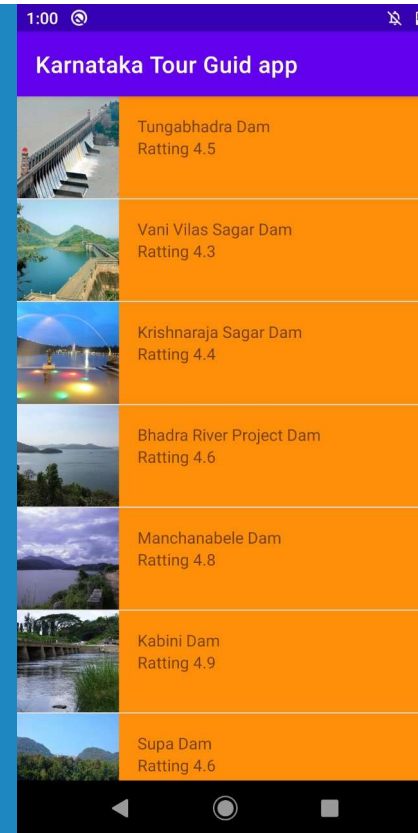 1:00
Karnataka Tour Guid app
Tungabhadra Dam
Ratting 4.5
Vani Vilas Sagar Dam
Ratting 4.3
Krishnaraja Sagar Dam
Ratting 4.4
Bhadra River Project Dam
Ratting 4.6
Manchanabele Dam
Ratting 4.8
Kabini Dam
Ratting 4.9
Supa Dam
Ratting 4.6